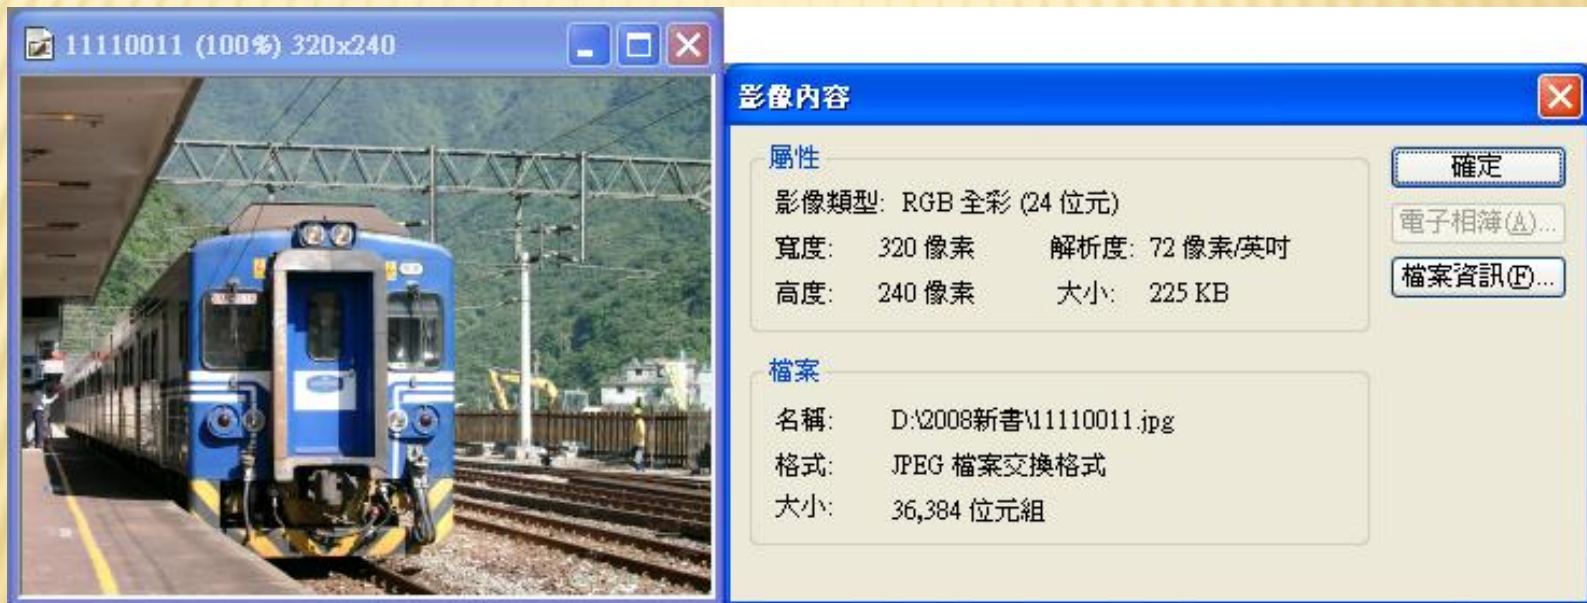 11110011 (100%) 320x240
影像內容
屬性
影像類型: RGB 全彩 (24 位元)
寬度: 320 像素 解析度: 72 像素/英吋
高度: 240 像素 大小: 225 KB
確定
電子相簿(A)...
檔案資訊(F)...
檔案
名稱: D:\2008新書\11110011.jpg
格式: JPEG 檔案交換格式
大小: 36,384 位元組